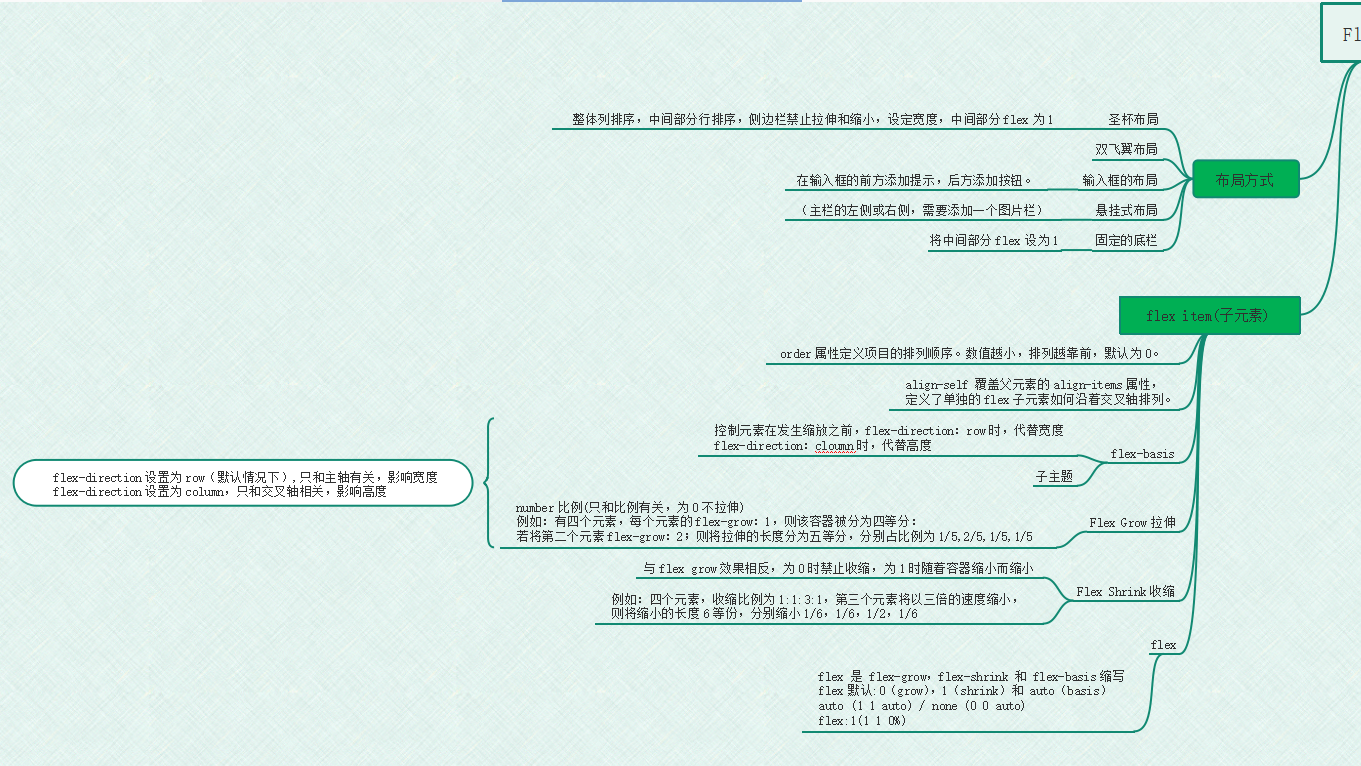 Fl
整体列排序，中间部分行排序，侧边栏禁止拉伸和缩小，设定宽度，中间部分flex 为1
圣杯布局
双飞翼布局
在输入框的前方添加提示，后方添加按钮。
输入框的布局
布局方式
（主栏的左侧或右侧，需要添加一个图片栏）
悬挂式布局
将中间部分flex 设为1
固定的底栏
flex item(子元素)
order 属性定义项目的排列顺序。数值越小，排列越靠前，默认为 0。
align-self 覆盖父元素的 align-items 属性，
定义了单独的 flex 子元素如何沿着交叉轴排列。
控制元素在发生缩放之前，flex-direction：row 时，代替宽度
flex-direction：cloumn 时，代替高度
flex-basis
子主题
flex-direction 设置为 row（默认情况下）,只和主轴有关，影响宽度
flex-direction 设置为 column，只和交叉轴相关，影响高度
number 比例(只和比例有关，为 0 不拉伸)
例如：有四个元素，每个元素的 flex-grow：1，则该容器被分为四等分：
若将第二个元素 flex-grow：2；则将拉伸的长度分为五等分，分别占比例为 1/5,2/5,1/5,1/5
Flex Grow 拉伸
与 flex grow 效果相反，为 0 时禁止收缩，为 1 时随着容器缩小而缩小
Flex Shrink 收缩
例如：四个元素，收缩比例为 1:1:3:1，第三个元素将以三倍的速度缩小，
则将缩小的长度 6 等份，分别缩小 1/6，1/6，1/2，1/6
flex
flex 是 flex-grow，flex-shrink 和 flex-basis 缩写
flex 默认:0（grow），1（shrink）和 auto（basis）
auto (1 1 auto) / none (0 0 auto)
flex:1(1 1 0%)